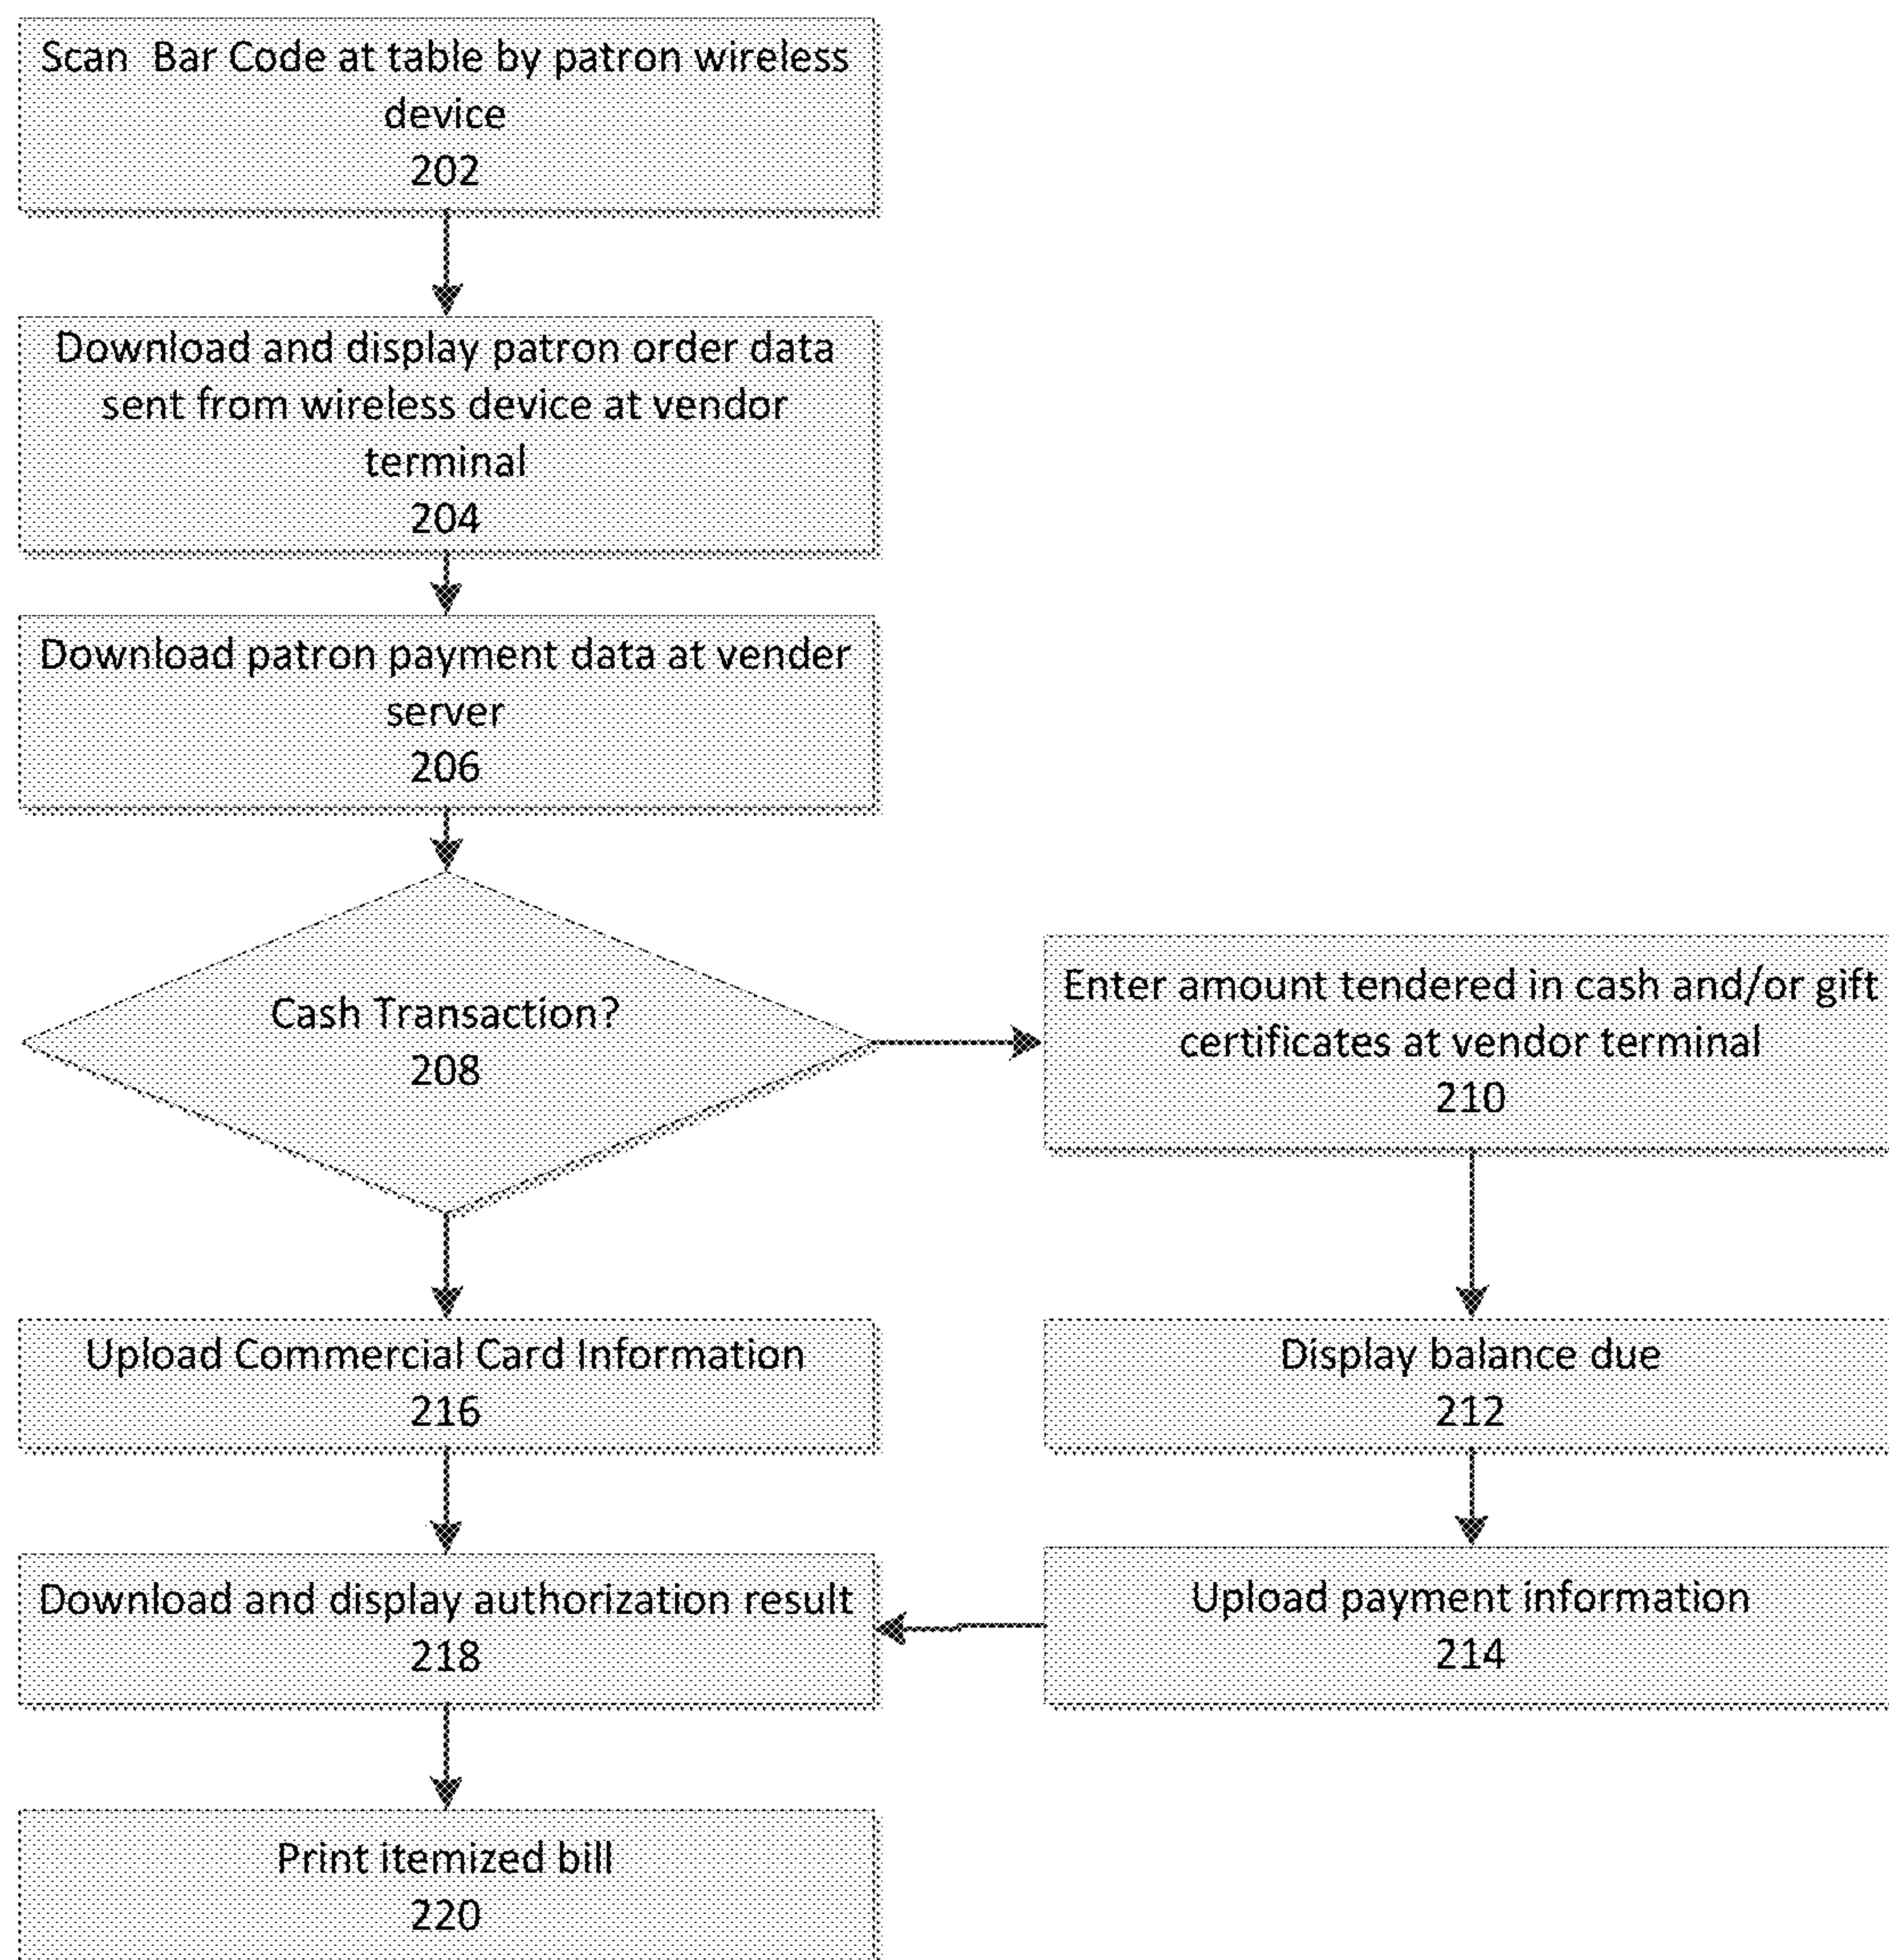 Scan  Bar Code at table by patron wireless
device
202
Download and display patron order data
sent from wireless device at vendor
terminal
204
Download patron payment data at vender
server
206
Cash Transaction?
208
Enter amount tendered in cash and/or gift
certificates at vendor terminal
210
Upload Commercial Card Information
216
Display balance due
212
Download and display authorization result
218
Upload payment information
214
Print itemized bill
220